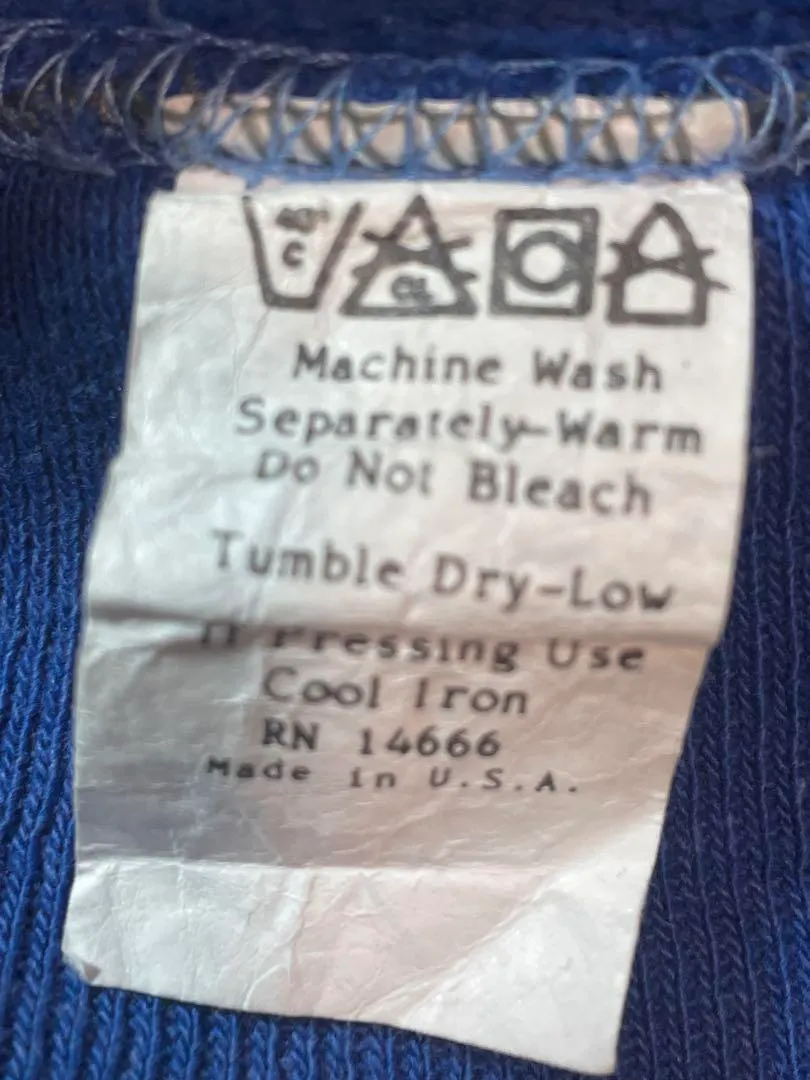 40°
C
CL
Machine Wash
Separately-Warm
Do Not Bleach
Tumble Dry-Low
Pressing Use
Cool Iron
RN 14666
Made in U.S.A.